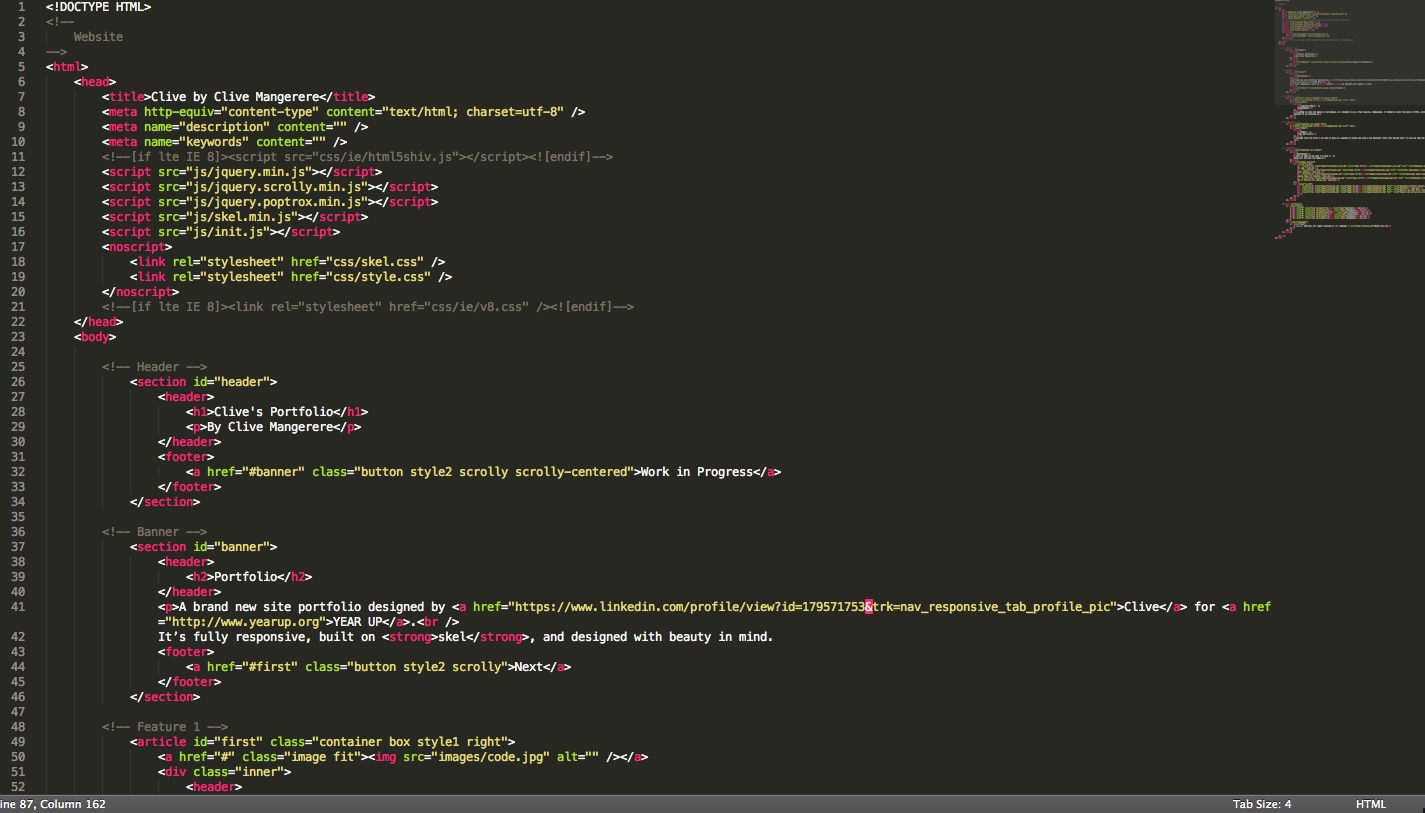 1 <!DOCTYPE HTML>
2 <!--
3 Website
4 -->
5 <html>
6 <head>
7 <title>Clive by Clive Mangerere</title>
8 <meta http-equiv="content-type" content="text/html; charset=utf-8" />
9 <meta name="description" content="" />
10 <meta name="keywords" content="" />
11 <!--[if lte IE 8]><script src="css/ie/html5shiv.js"></script><![endif]-->
12 <script src="js/jquery.min.js"></script>
13 <script src="js/jquery.scrolly.min.js"></script>
14 <script src="js/jquery.poptrox.min.js"></script>
15 <script src="js/skel.min.js"></script>
16 <script src="js/init.js"></script>
17 <noscript>
18 <link rel="stylesheet" href="css/skel.css" />
19 <link rel="stylesheet" href="css/style.css" />
20 </noscript>
21 <!--[if lte IE 8]><link rel="stylesheet" href="css/ie/v8.css" /><![endif]-->
22 </head>
23 <body>
24
25 <!-- Header -->
26 <section id="header">
27 <header>
28 <h1>Clive's Portfolio</h1>
29 <p>By Clive Mangerere</p>
30 </header>
31 <footer>
32 <a href="#banner" class="button style2 scrolly scrolly-centered">Work in Progress</a>
33 </footer>
34 </section>
35
36 <!-- Banner -->
37 <section id="banner">
38 <header>
39 <h2>Portfolio</h2>
40 </header>
41 <p>A brand new site portfolio designed by <a href="https://www.linkedin.com/profile/view?id=179571753&trk=nav_responsive_tab_profile_pic">Clive</a> for <a href
="http://www.yearup.org">YEAR UP</a>.<br />
42 It’s fully responsive, built on <strong>skel</strong>, and designed with beauty in mind.
43 <footer>
44 <a href="#first" class="button style2 scrolly">Next</a>
45 </footer>
46 </section>
47
48 <!-- Feature 1 -->
49 <article id="first" class="container box style1 right">
50 <a href="#" class="image fit"><img src="images/code.jpg" alt="" /></a>
51 <div class="inner">
52 <header>
ine 87, Column 162
Tab Size: 4
HTML